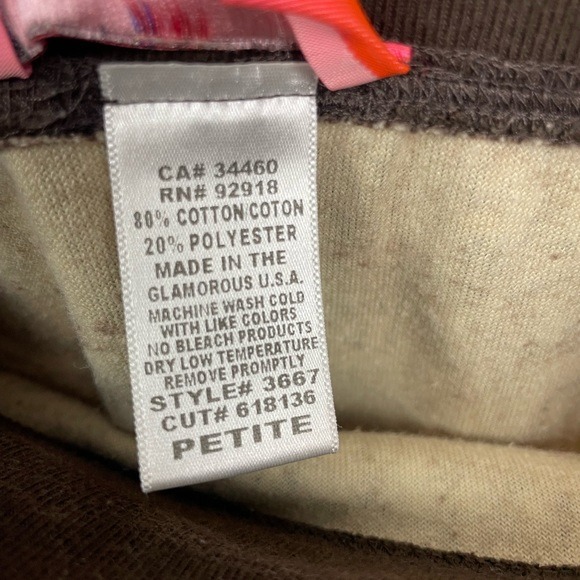 CA# 34460
RN# 92918
80% COTTON/COTON
20% POLYESTER
MADE IN THE
GLAMOROUS U.S.A.
MACHINE WASH COLD
WITH LIKE COLORS
NO BLEACH PRODUCTS
DRY LOW TEMPERATURE
REMOVE PROMPTLY
STYLE# 3667
CUT# 618136
PETITE